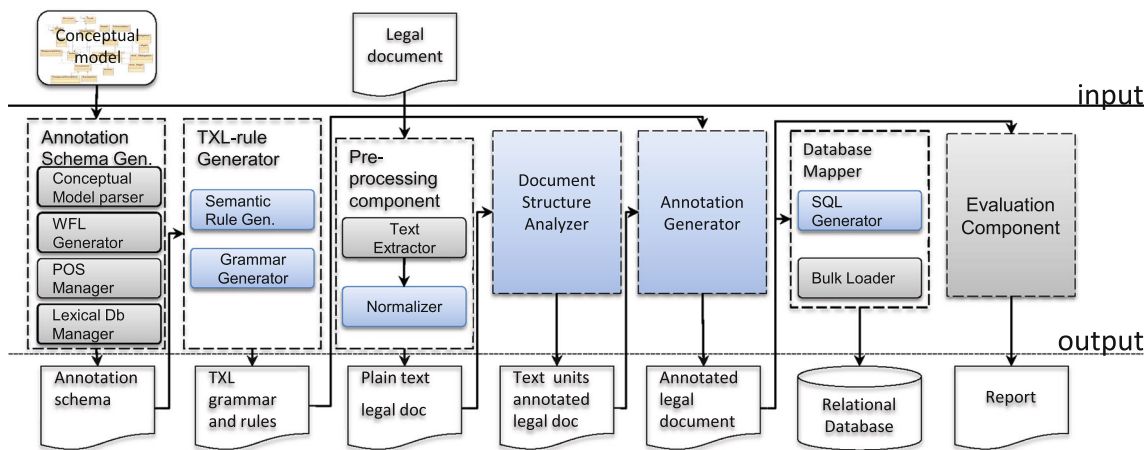 Conceptual
model
Legal
document
input
Annotation
Schema Gen.
Conceptual
Model parser
WFL
Generator
POS
Manager
Lexical Db
Manager
TXL-rule
Generator
Semantic
Rule Gen.
Grammar
Generator
Pre-
processing
component
Text
Extractor
Normalizer
Document
Structure
Analyzer
Annotation
Generator
Database
Mapper
SQL
Generator
Bulk Loader
Evaluation
Component
output
Annotation
schema
TXL
grammar
and rules
Plain text
legal doc
Text units
annotated
legal doc
Annotated
legal
document
Relational
Database
Report